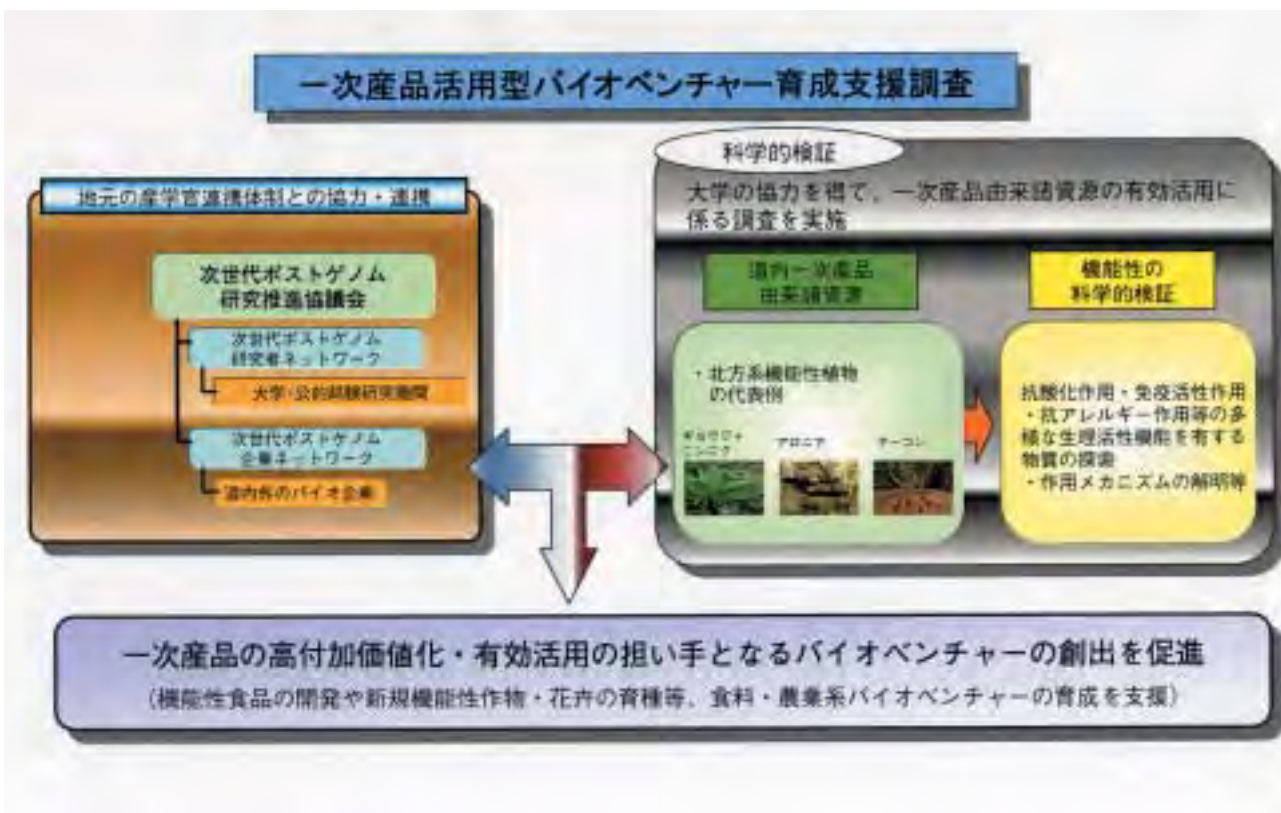 一次産品活用型バイオベンチャー育成支援調査
地元の産学官連携体制との協力・連携
次世代ポストゲノム
研究推進協議会
次世代ポストゲノム
研究者ネットワーク
大学・公的試験研究機関
次世代ポストゲノム
企業ネットワーク
道内外のバイオ企業
科学的検証
大学の協力を得て、一次産品由来諸資源の有効活用に
係る調査を実施
道内一次産品
由来諸資源
・北方系機能性植物
の代表例
ギョウジャ
ニンニク
アロニア
ヤーコン
機能性の
科学的検証
抗酸化作用・免疫活性作用
・抗アレルギー作用等の多
様な生理活性機能を有する
物質の探索
・作用メカニズムの解明等
一次産品の高付加価値化・有効活用の担い手となるバイオベンチャーの創出を促進
（機能性食品の開発や新規機能性作物・花卉の育種等、食料・農業系バイオベンチャーの育成を支援）